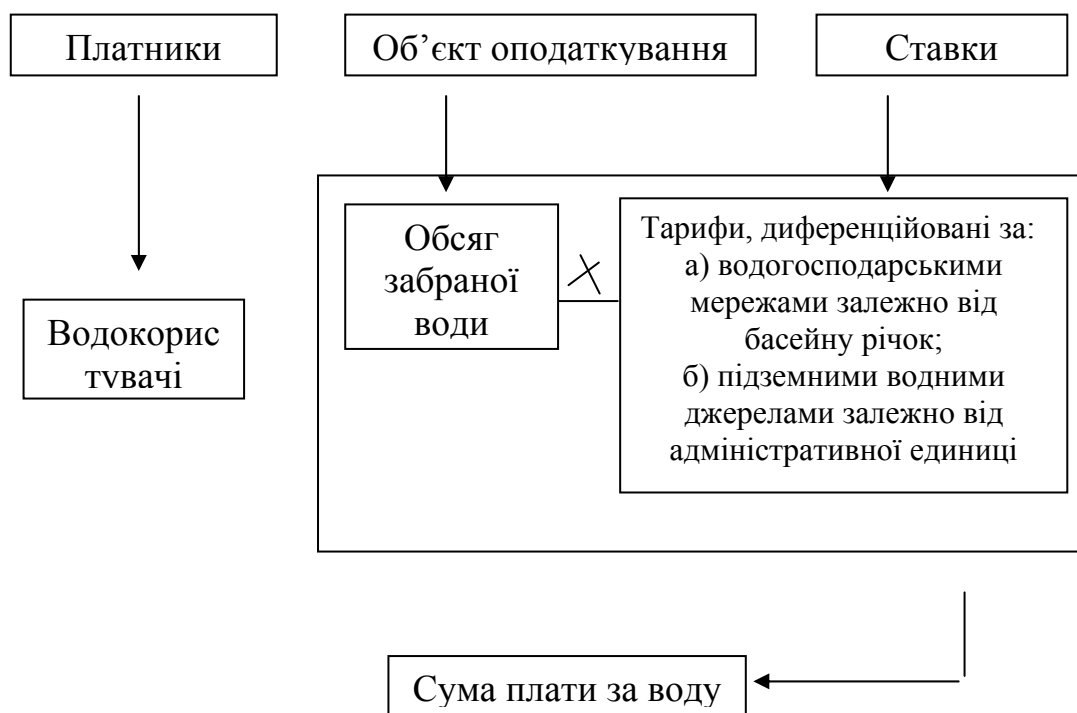 Платники
Об’єкт оподаткування
Ставки
Водокорис
тувачі
Обсяг
забраної
води
Тарифи, диференційовані за:
а) водогосподарськими
мережами залежно від
басейну річок;
б) підземними водними
джерелами залежно від
адміністративної единиці
Сума плати за воду